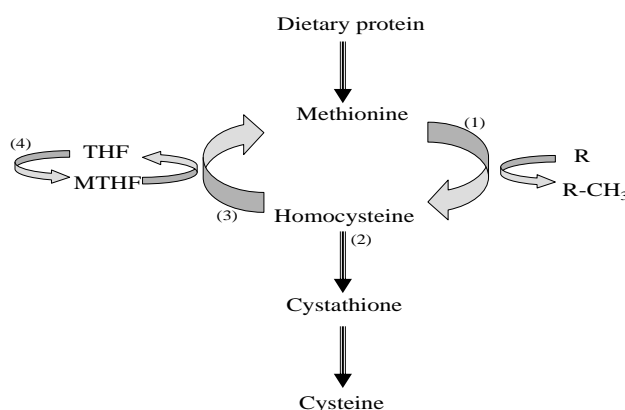 Dietary protein
Methionine
(1)
(4)
THF
MTHF
R
R-CH3
(3)
Homocysteine
(2)
Cystathione
Cysteine